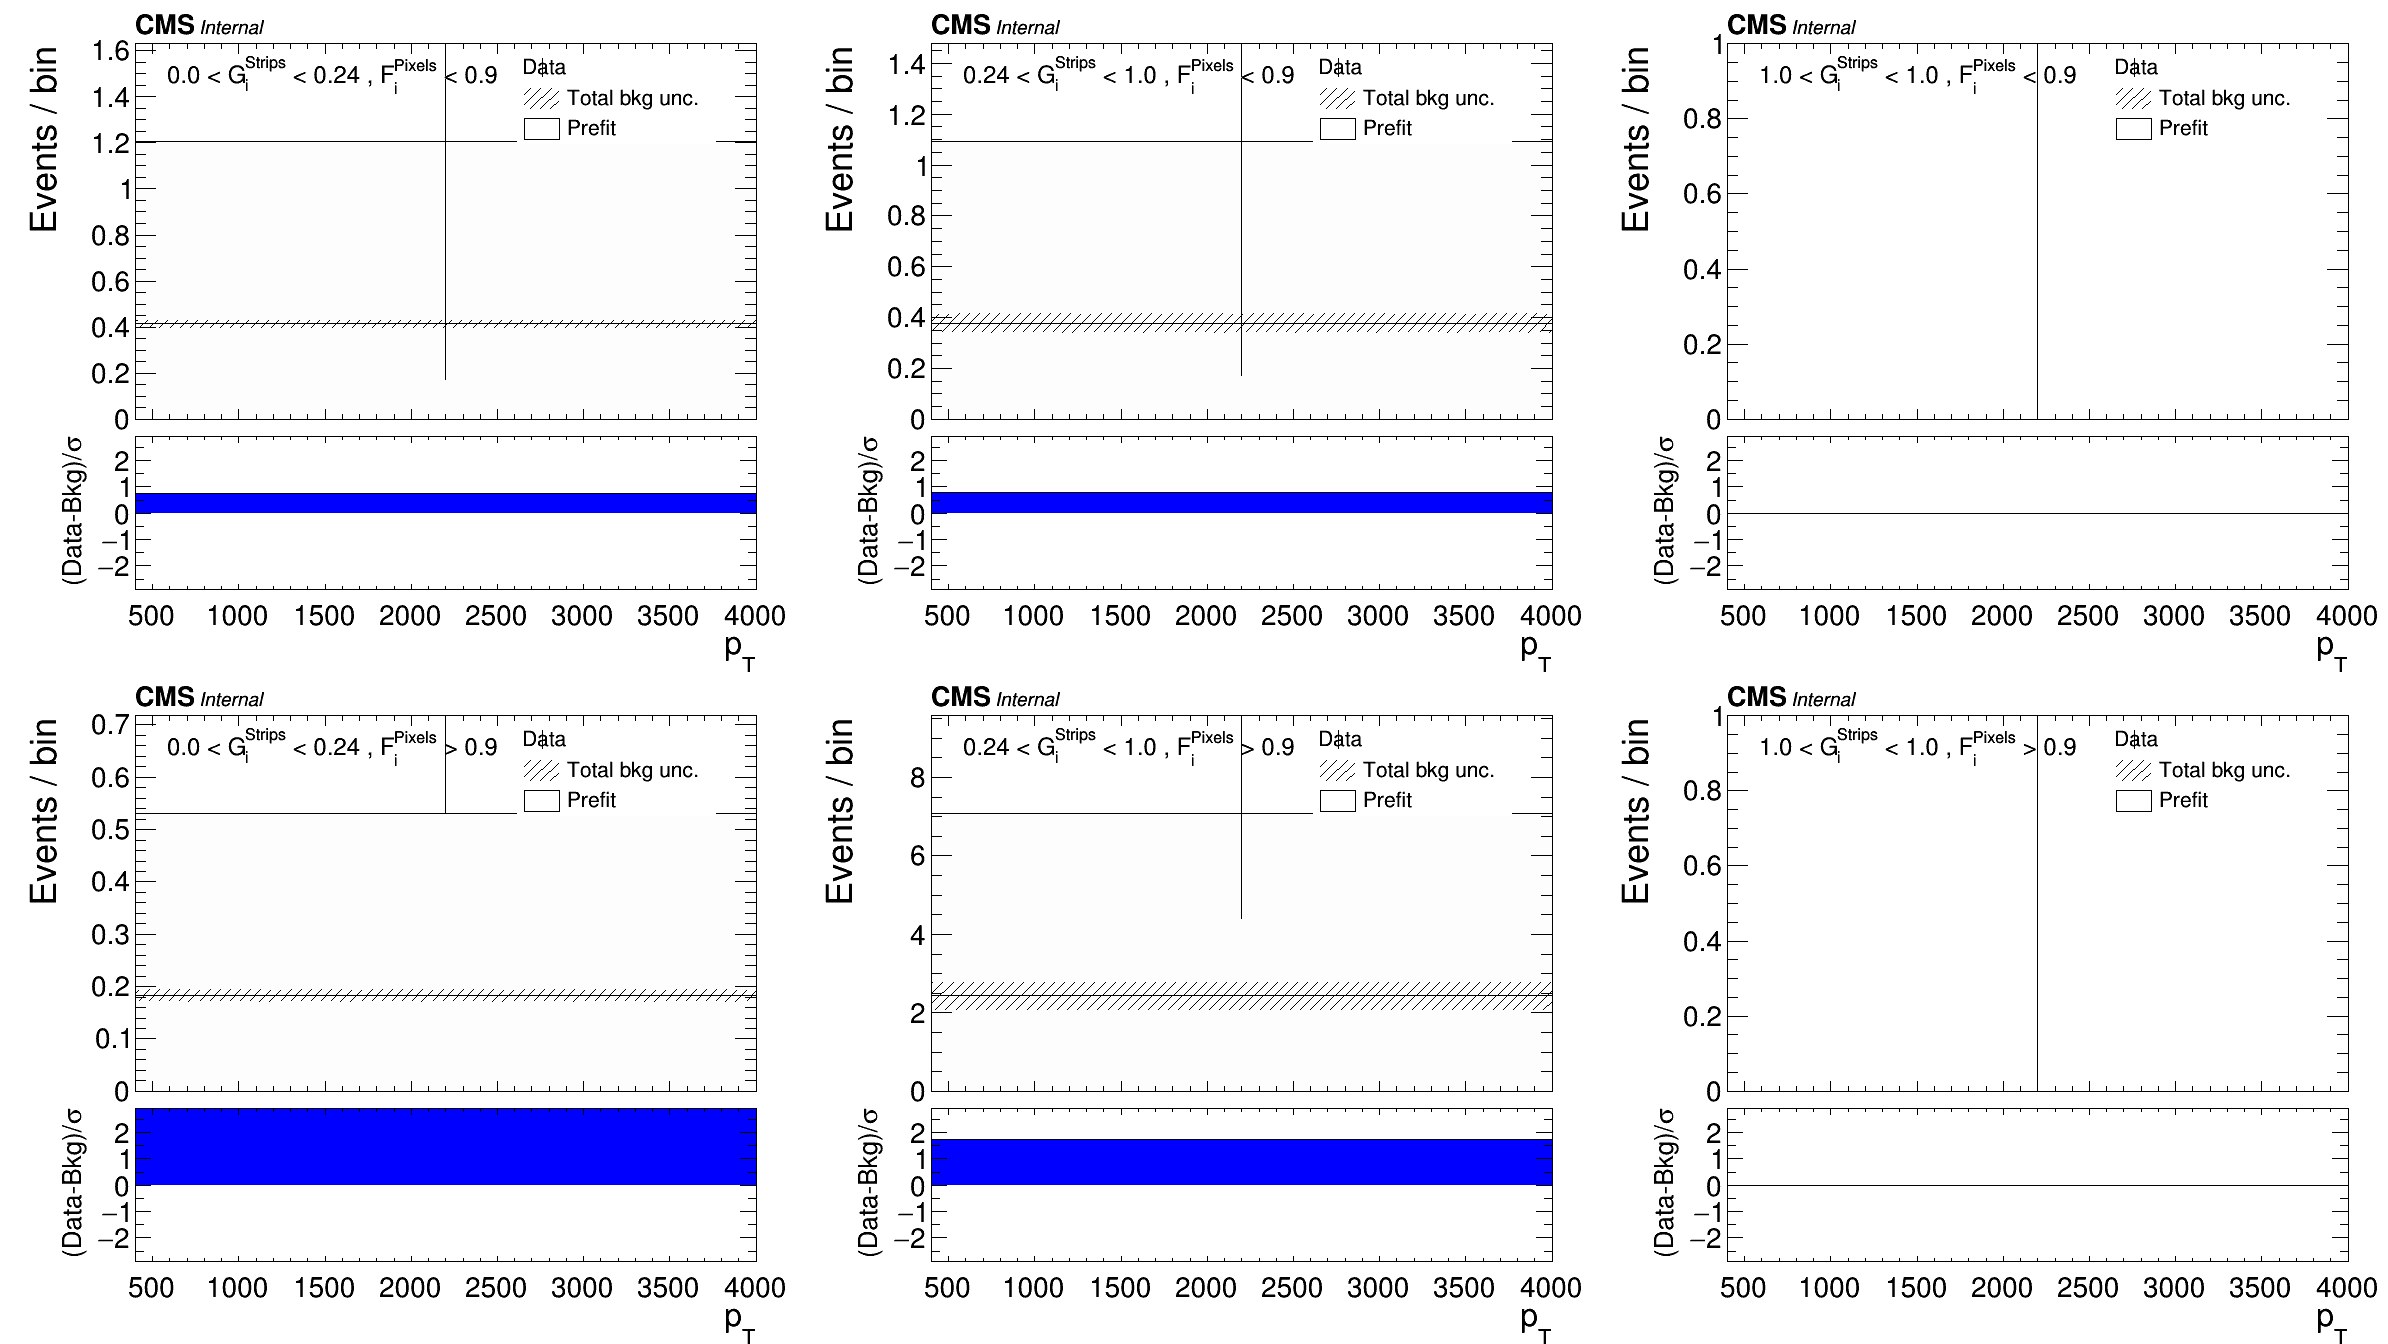 CMS Internal
Events / bin
1.6
1.4
1.2
1
0.8
0.6
0.4
0.2
0
0.0 < G_i^Strips < 0.24 , F_i^Pixels < 0.9
Data
Total bkg unc.
Prefit
(Data-Bkg)/σ
2
1
0
−1
−2
500 1000 1500 2000 2500 3000 3500 4000
p_T
CMS Internal
Events / bin
1.4
1.2
1
0.8
0.6
0.4
0.2
0
0.24 < G_i^Strips < 1.0 , F_i^Pixels < 0.9
Data
Total bkg unc.
Prefit
(Data-Bkg)/σ
2
1
0
−1
−2
500 1000 1500 2000 2500 3000 3500 4000
p_T
CMS Internal
Events / bin
1
0.8
0.6
0.4
0.2
0
1.0 < G_i^Strips < 1.0 , F_i^Pixels < 0.9
Data
Total bkg unc.
Prefit
(Data-Bkg)/σ
2
1
0
−1
−2
500 1000 1500 2000 2500 3000 3500 4000
p_T
CMS Internal
Events / bin
0.7
0.6
0.5
0.4
0.3
0.2
0.1
0
0.0 < G_i^Strips < 0.24 , F_i^Pixels > 0.9
Data
Total bkg unc.
Prefit
(Data-Bkg)/σ
2
1
0
−1
−2
500 1000 1500 2000 2500 3000 3500 4000
p_T
CMS Internal
Events / bin
8
6
4
2
0
0.24 < G_i^Strips < 1.0 , F_i^Pixels > 0.9
Data
Total bkg unc.
Prefit
(Data-Bkg)/σ
2
1
0
−1
−2
500 1000 1500 2000 2500 3000 3500 4000
p_T
CMS Internal
Events / bin
1
0.8
0.6
0.4
0.2
0
1.0 < G_i^Strips < 1.0 , F_i^Pixels > 0.9
Data
Total bkg unc.
Prefit
(Data-Bkg)/σ
2
1
0
−1
−2
500 1000 1500 2000 2500 3000 3500 4000
p_T